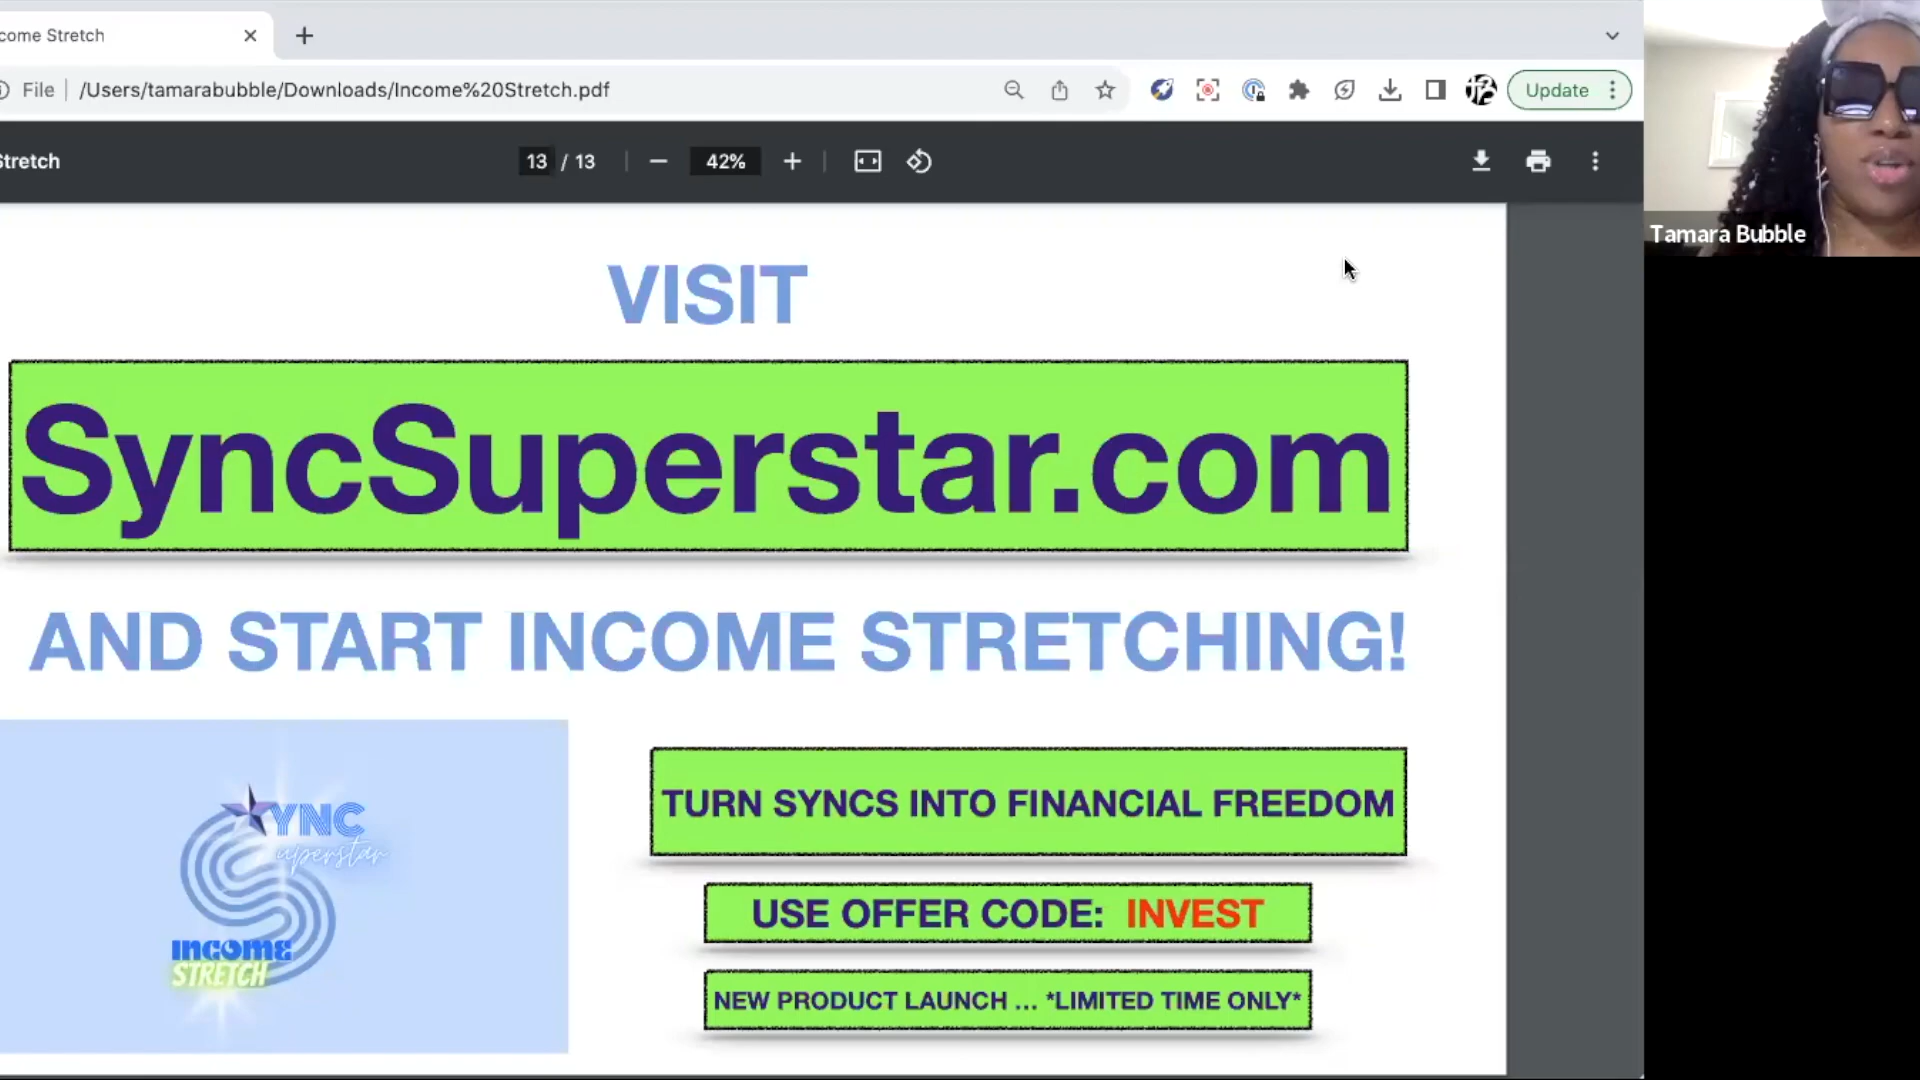 come Stretch
File
/Users/tamarabubble/Downloads/Income%20Stretch.pdf
Update
Stretch
13 / 13
42%
Tamara Bubble
VISIT
SyncSuperstar.com
AND START INCOME STRETCHING!
YNC
uperstar
INCOME
STRETCH
TURN SYNCS INTO FINANCIAL FREEDOM
USE OFFER CODE: INVEST
NEW PRODUCT LAUNCH ... *LIMITED TIME ONLY*